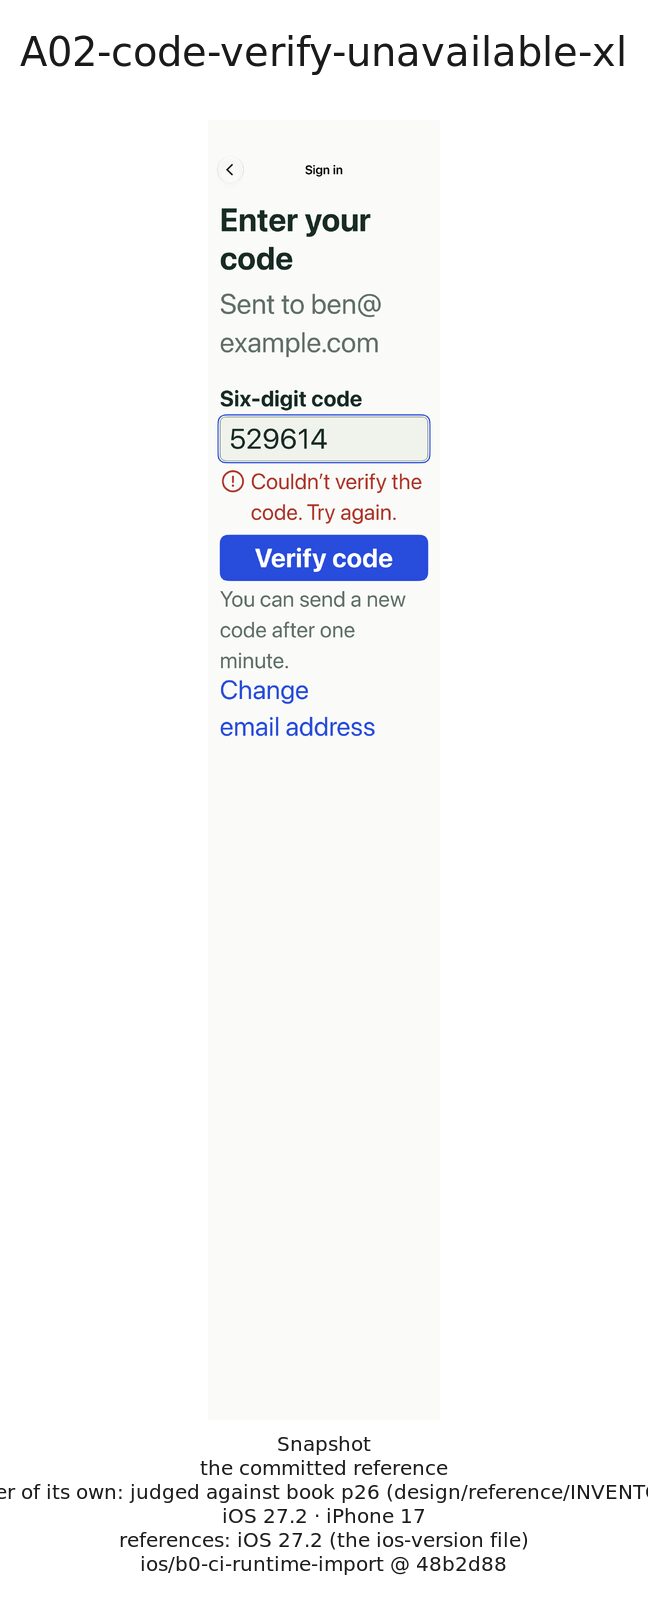 A02-code-verify-unavailable-xl
Sign in
Enter your
code
Sent to ben@
example.com
Six-digit code
529614
Couldn’t verify the
code. Try again.
Verify code
You can send a new
code after one
minute.
Change
email address
Snapshot
the committed reference
of its own: judged against book p26 (design/reference/
iOS 27.2 · iPhone 17
references: iOS 27.2 (the ios-version file)
ios/b0-ci-runtime-import @ 48b2d88